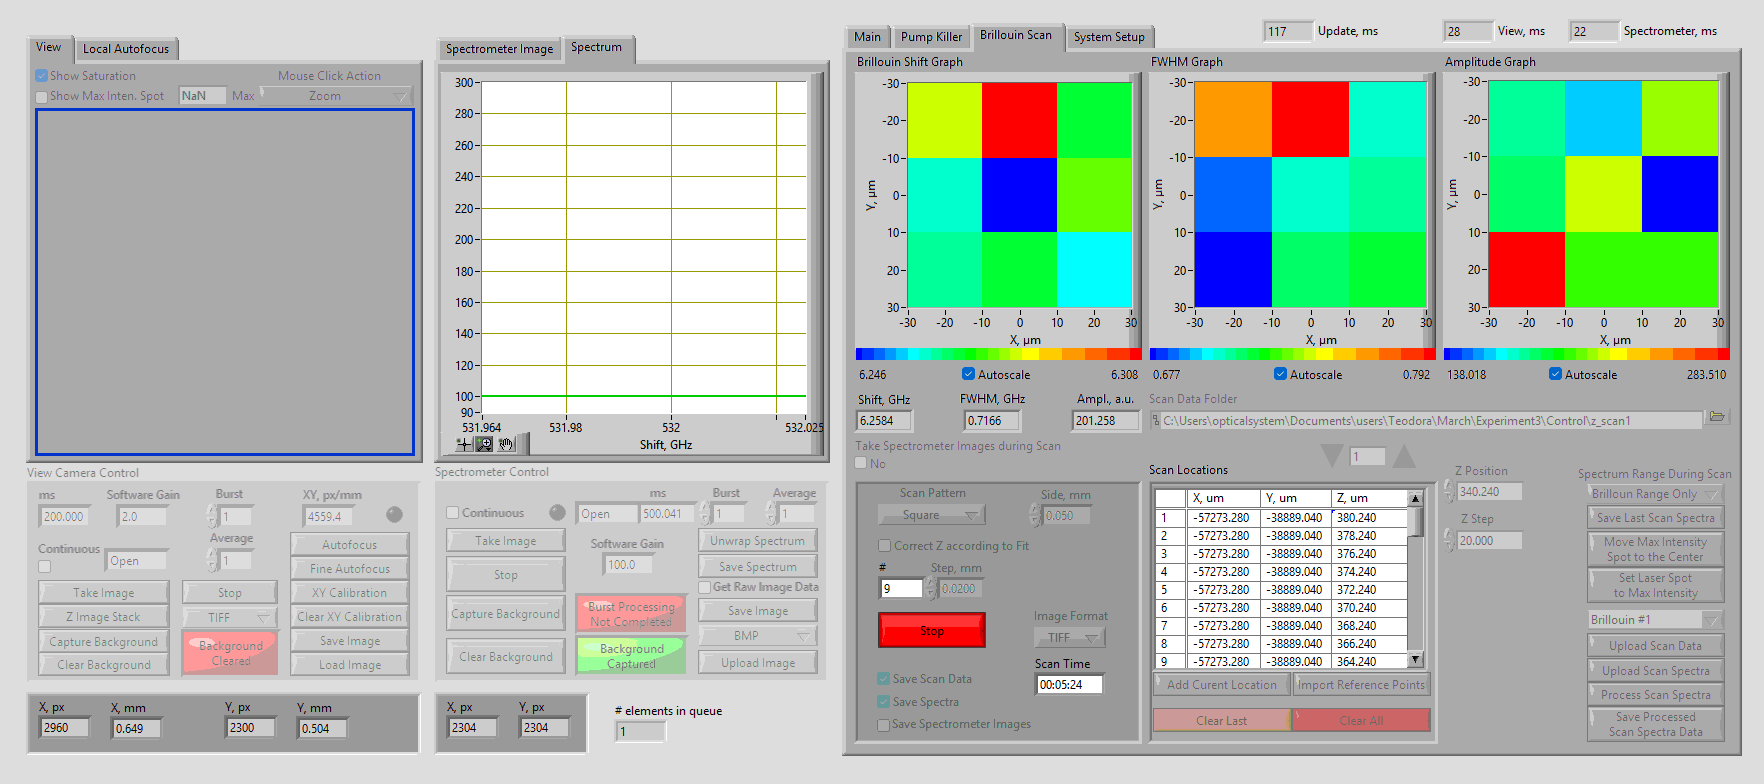 View
Local Autofocus
Show Saturation
Mouse Click Action
Show Max Inten. Spot
NaN
Max
Zoom
View Camera Control
ms
Software Gain
Burst
XY, px/mm
200.000
2.0
1
4559.4
Continuous
Open
Average
1
Autofocus
Fine Autofocus
Take Image
Stop
XY Calibration
Z Image Stack
TIFF
Clear XY Calibration
Capture Background
Background
Cleared
Save Image
Clear Background
Load Image
X, px
X, mm
Y, px
Y, mm
2960
0.649
2300
0.504
Spectrometer Image
Spectrum
300
280
260
240
220
200
180
160
140
120
100
90
531.964
531.98
532
532.025
Shift, GHz
Spectrometer Control
ms
Burst
Average
Continuous
Open
500.041
1
1
Take Image
Software Gain
Unwrap Spectrum
Stop
100.0
Save Spectrum
Get Raw Image Data
Capture Background
Burst Processing
Not Completed
Save Image
BMP
Clear Background
Background
Captured
Upload Image
X, px
Y, px
2304
2304
# elements in queue
1
117
Update, ms
28
View, ms
22
Spectrometer, ms
Main
Pump Killer
Brillouin Scan
System Setup
Brillouin Shift Graph
-30
-20
-10
0
10
20
30
Y, µm
-30
-20
-10
0
10
20
30
X, µm
6.246
Autoscale
6.308
FWHM Graph
-30
-20
-10
0
10
20
30
Y, µm
-30
-20
-10
0
10
20
30
X, µm
0.677
Autoscale
0.792
Amplitude Graph
-30
-20
-10
0
10
20
30
Y, µm
-30
-20
-10
0
10
20
30
X, µm
138.018
Autoscale
283.510
Shift, GHz
FWHM, GHz
Ampl., a.u.
6.2584
0.7166
201.258
Scan Data Folder
C:\Users\opticalsystem\Documents\users\Teodora\March\Experiment3\Control\z_scan1
Take Spectrometer Images during Scan
No
Scan Pattern
Side, mm
Square
0.050
Correct Z according to Fit
#
Step, mm
9
0.0200
Stop
Image Format
TIFF
Scan Time
00:05:24
Save Scan Data
Save Spectra
Save Spectrometer Images
Scan Locations
1
X, um Y, um Z, um
1 -57273.280 -38889.040 380.240
2 -57273.280 -38889.040 378.240
3 -57273.280 -38889.040 376.240
4 -57273.280 -38889.040 374.240
5 -57273.280 -38889.040 372.240
6 -57273.280 -38889.040 370.240
7 -57273.280 -38889.040 368.240
8 -57273.280 -38889.040 366.240
9 -57273.280 -38889.040 364.240
Add Curent Location
Import Reference Points
Clear Last
Clear All
Z Position
340.240
Z Step
20.000
Spectrum Range During Scan
Brilloun Range Only
Save Last Scan Spectra
Move Max Intensity
Spot to the Center
Set Laser Spot
to Max Intensity
Brillouin #1
Upload Scan Data
Upload Scan Spectra
Process Scan Spectra
Save Processed
Scan Spectra Data